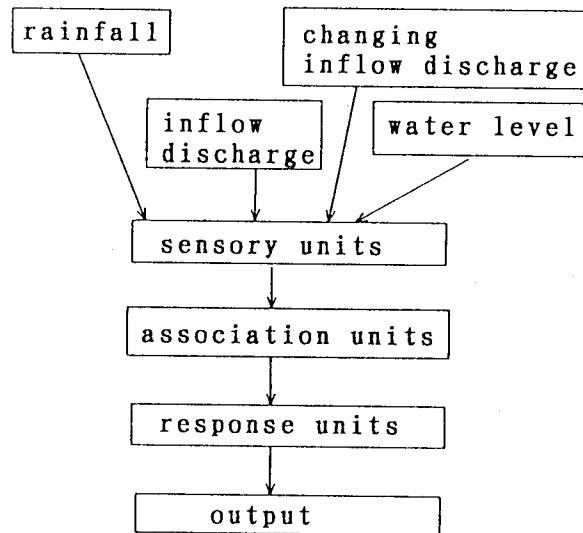 rainfall
changing
inflow discharge
inflow
discharge
water level
sensory units
association units
response units
output